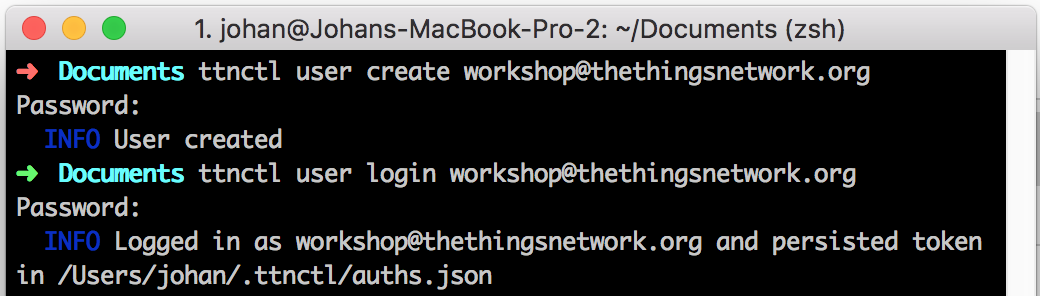 1. johan@Johans-MacBook-Pro-2: ~/Documents (zsh)
➜ Documents ttnctl user create workshop@thethingsnetwork.org
Password:
INFO User created
➜ Documents ttnctl user login workshop@thethingsnetwork.org
Password:
INFO Logged in as workshop@thethingsnetwork.org and persisted token
in /Users/johan/.ttnctl/auths.json